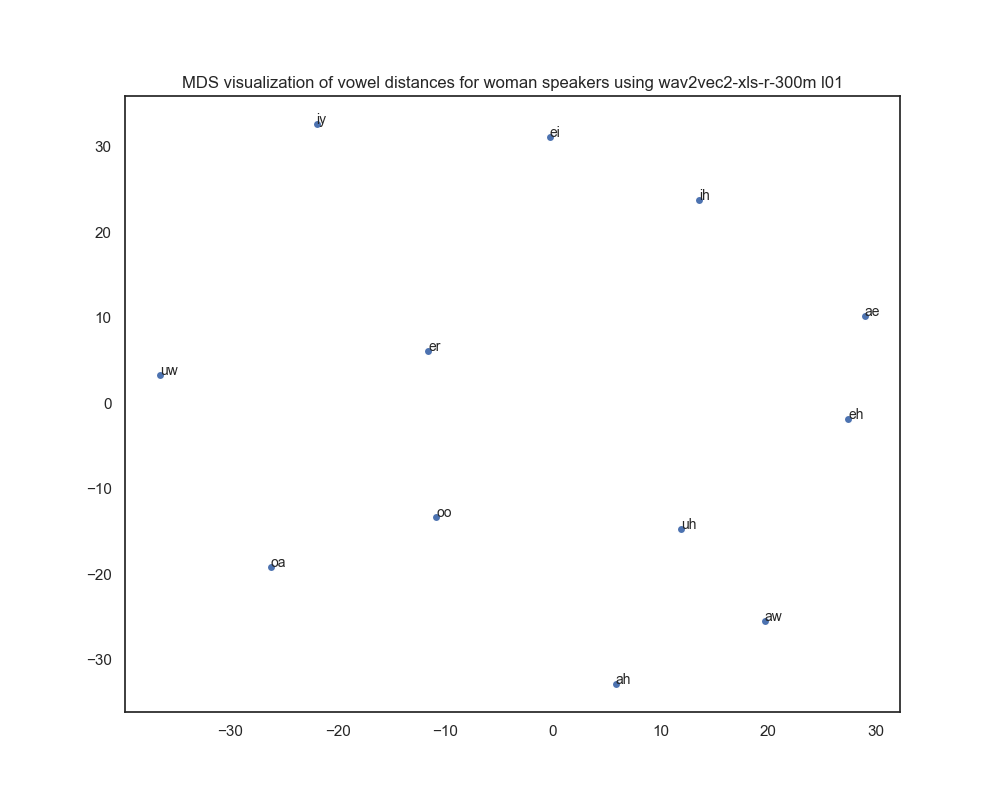 MDS visualization of vowel distances for woman speakers using wav2vec2-xls-r-300m l01
iy
ei
ih
ae
er
uw
eh
oo
uh
oa
aw
ah
30
20
10
0
−10
−20
−30
−30 −20 −10 0 10 20 30